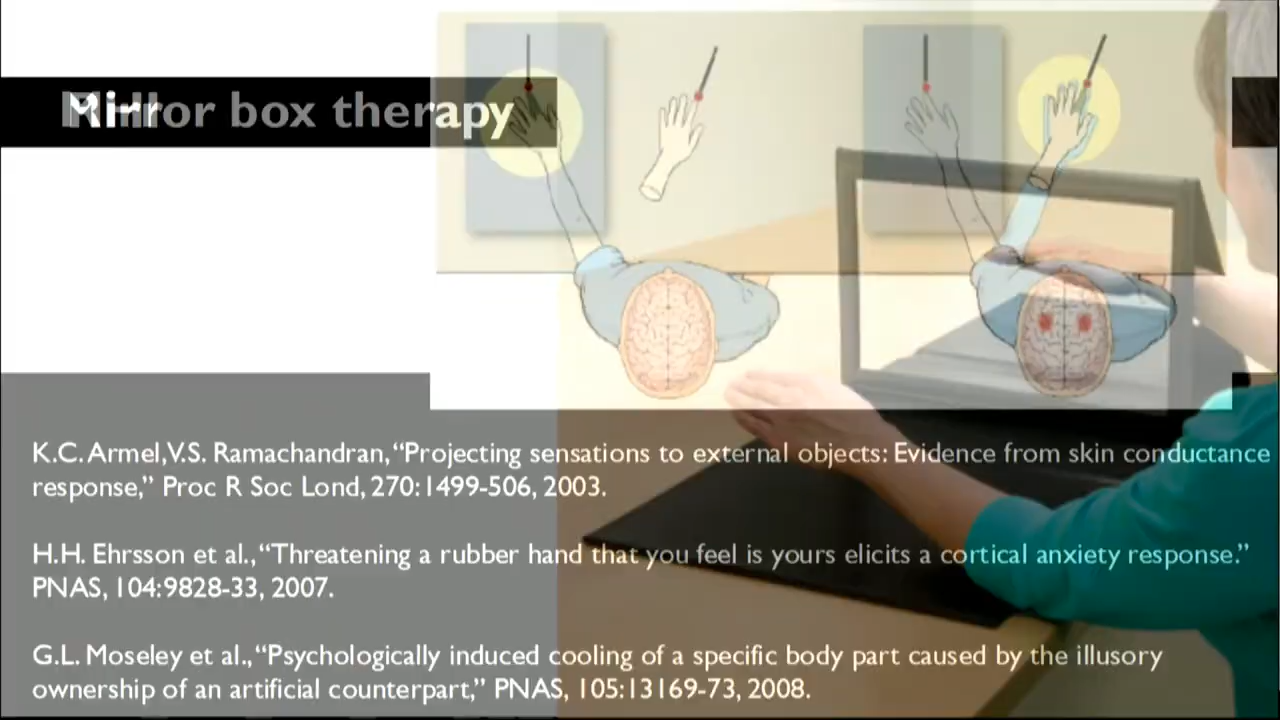 Mirror box therapy
K.C. Armel, V.S. Ramachandran, “Projecting sensations to external objects: Evidence from skin conductance
response,” Proc R Soc Lond, 270:1499-506, 2003.
H.H. Ehrsson et al., “Threatening a rubber hand that you feel is yours elicits a cortical anxiety response.”
PNAS, 104:9828-33, 2007.
G.L. Moseley et al., “Psychologically induced cooling of a specific body part caused by the illusory
ownership of an artificial counterpart,” PNAS, 105:13169-73, 2008.